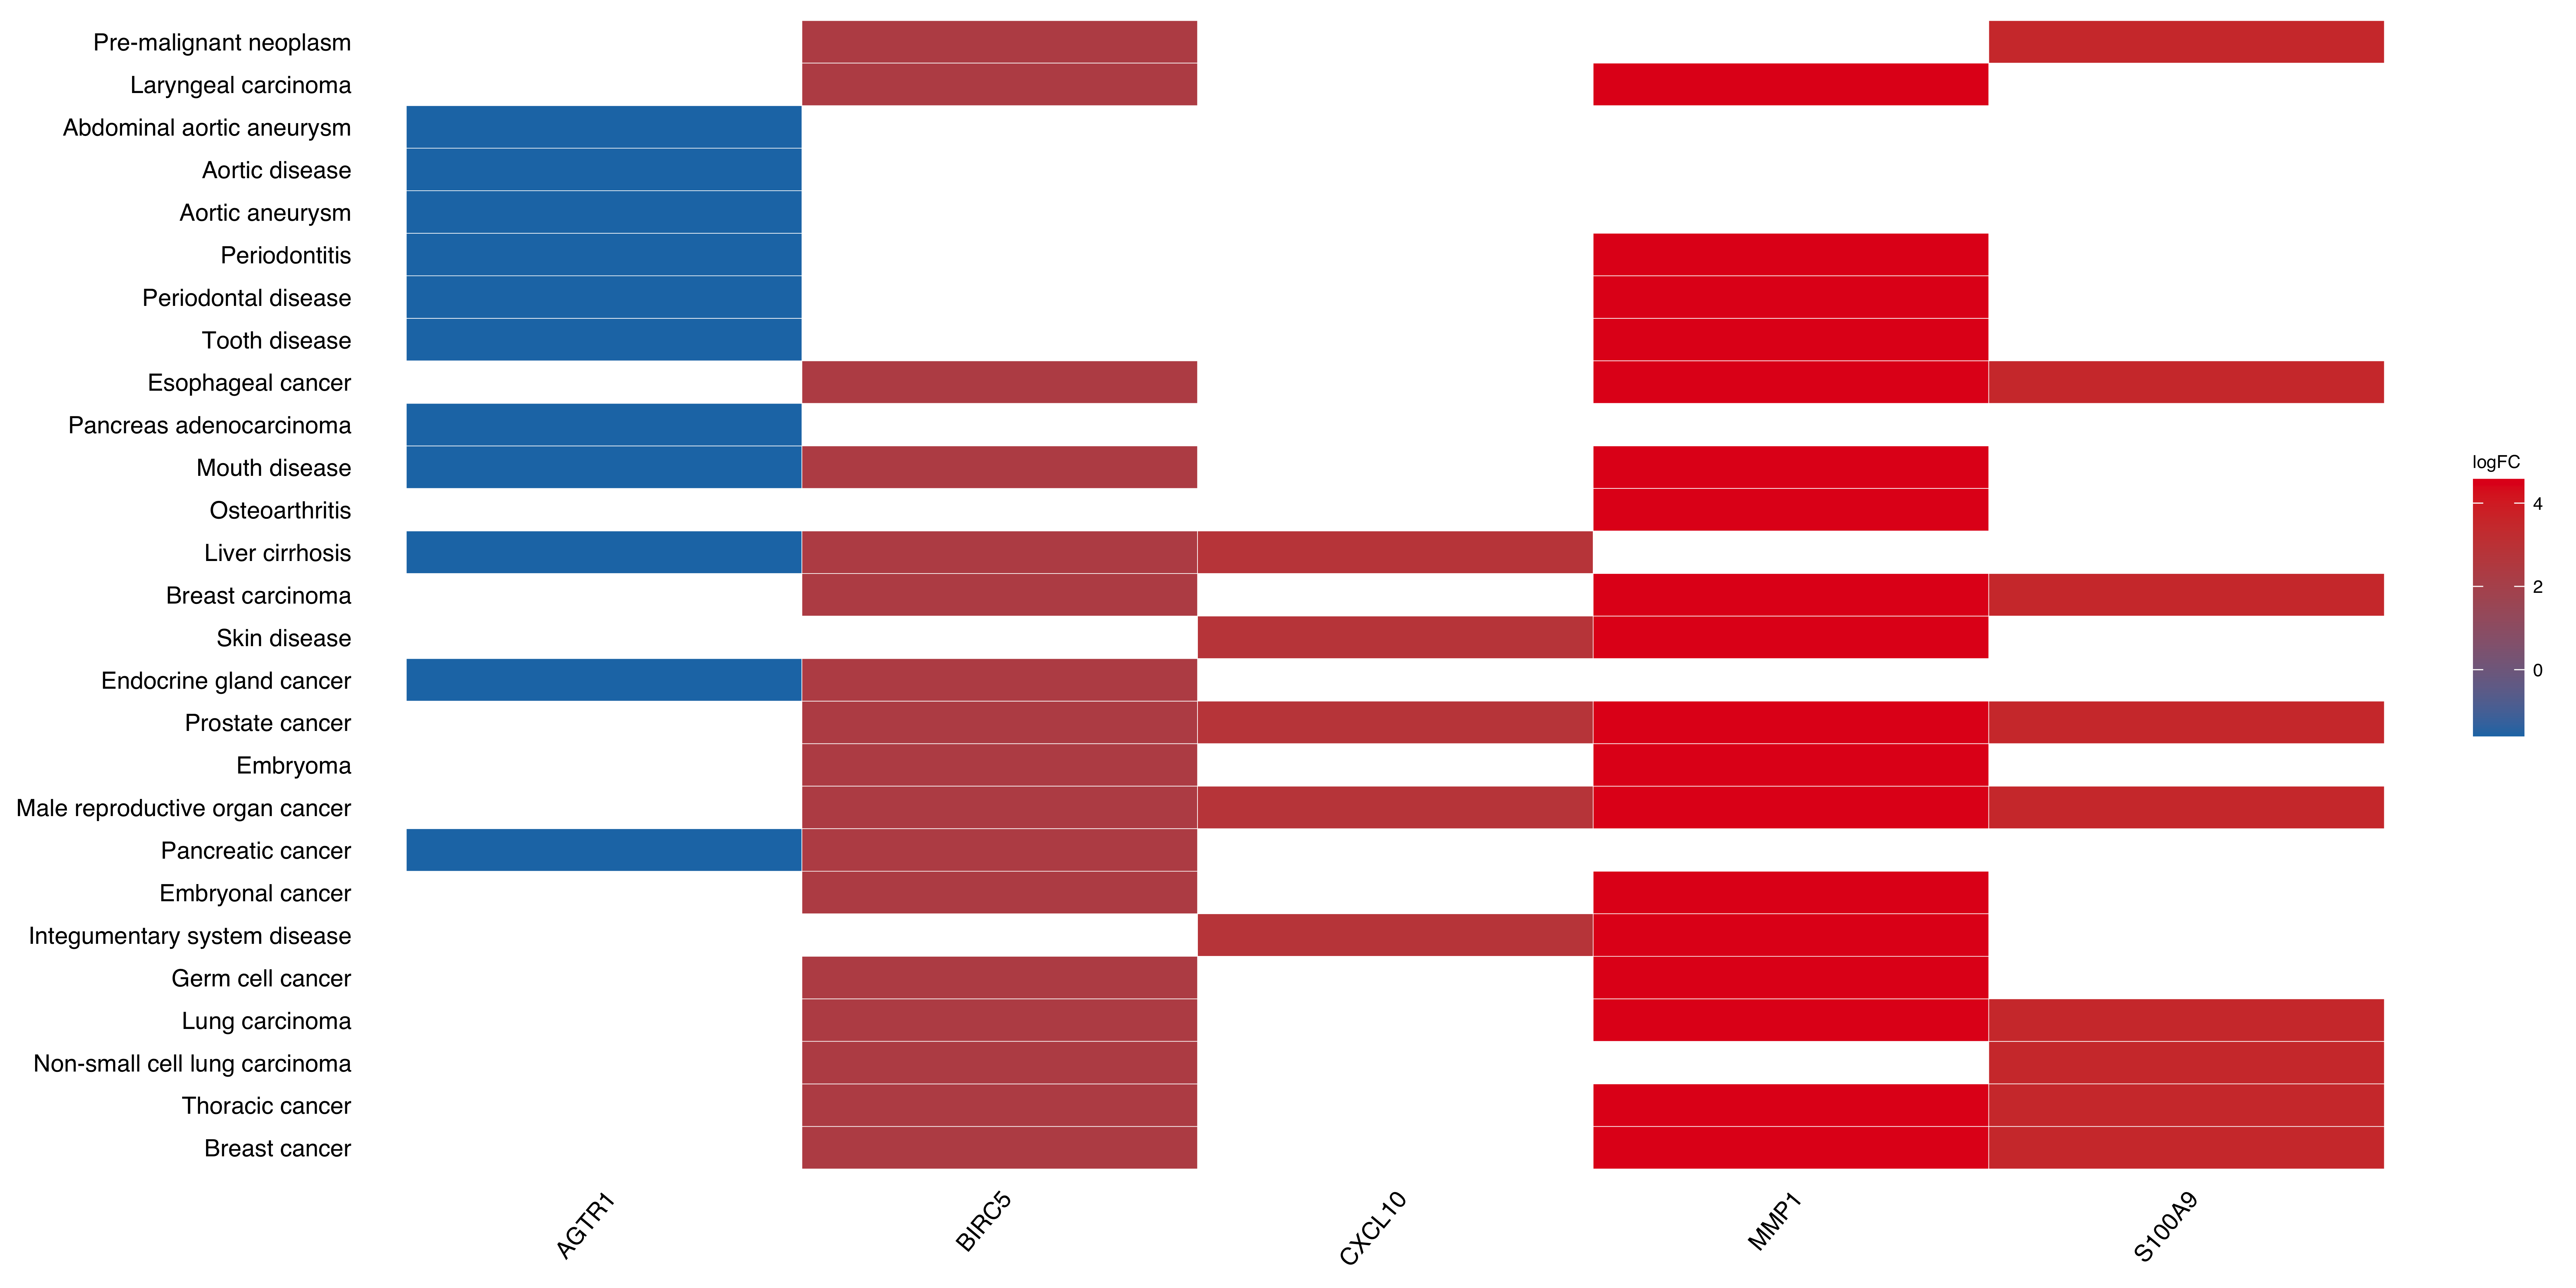 Pre-malignant neoplasm
Laryngeal carcinoma
Abdominal aortic aneurysm
Aortic disease
Aortic aneurysm
Periodontitis
Periodontal disease
Tooth disease
Esophageal cancer
Pancreas adenocarcinoma
Mouth disease
Osteoarthritis
Liver cirrhosis
Breast carcinoma
Skin disease
Endocrine gland cancer
Prostate cancer
Embryoma
Male reproductive organ cancer
Pancreatic cancer
Embryonal cancer
Integumentary system disease
Germ cell cancer
Lung carcinoma
Non-small cell lung carcinoma
Thoracic cancer
Breast cancer
AGTR1
BIRC5
CXCL10
MMP1
S100A9
logFC
4
2
0